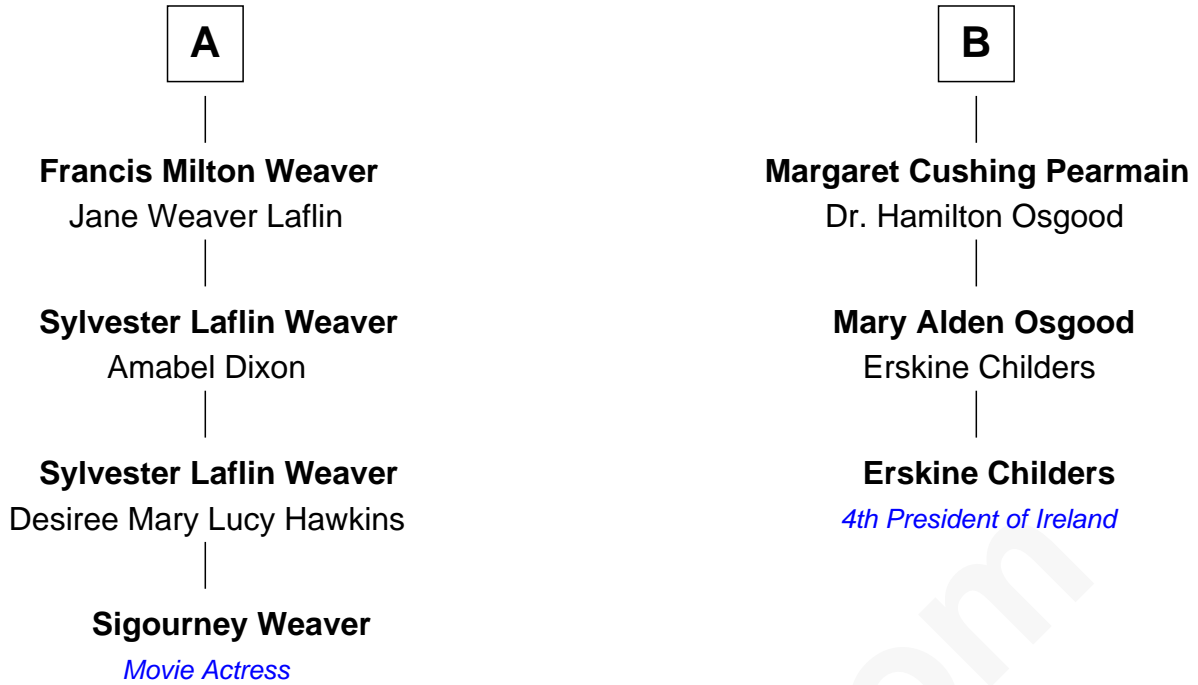 A
Francis Milton Weaver
Jane Weaver Laflin
Sylvester Laflin Weaver
Amabel Dixon
Sylvester Laflin Weaver
Desiree Mary Lucy Hawkins
Sigourney Weaver
Movie Actress
B
Margaret Cushing Pearmain
Dr. Hamilton Osgood
Mary Alden Osgood
Erskine Childers
Erskine Childers
4th President of Ireland
om